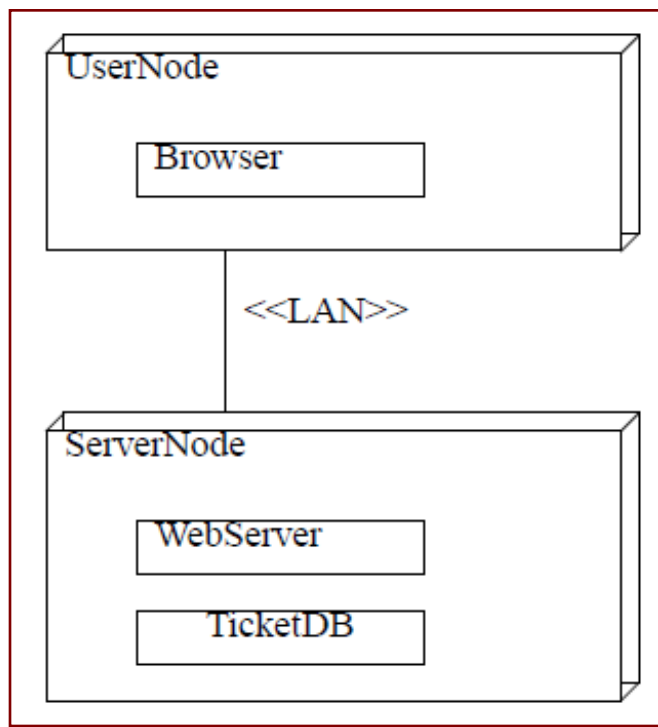 UserNode
Browser
<<LAN>>
ServerNode
WebServer
TicketDB